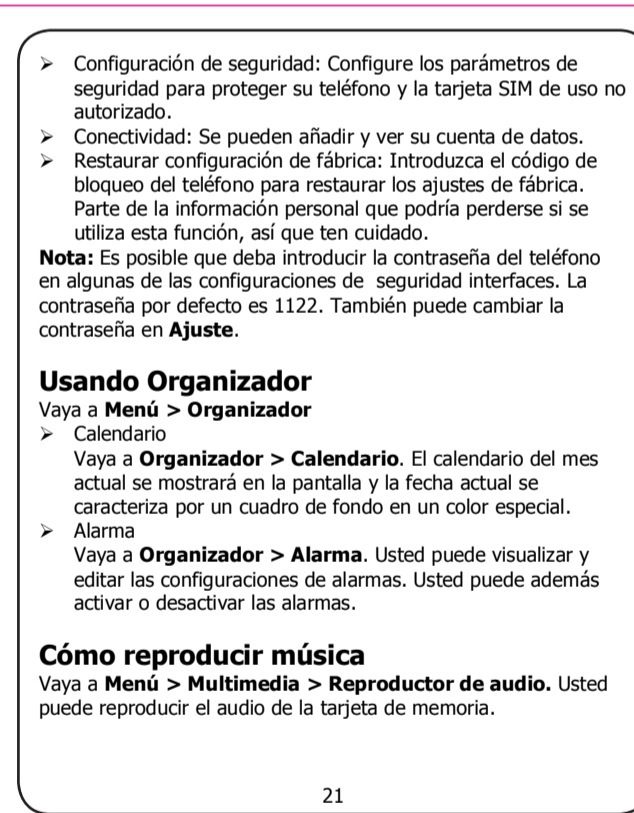 ➢ Configuración de seguridad: Configure los parámetros de
seguridad para proteger su teléfono y la tarjeta SIM de uso no
autorizado.
➢ Conectividad: Se pueden añadir y ver su cuenta de datos.
➢ Restaurar configuración de fábrica: Introduzca el código de
bloqueo del teléfono para restaurar los ajustes de fábrica.
Parte de la información personal que podría perderse si se
utiliza esta función, así que ten cuidado.
Nota: Es posible que deba introducir la contraseña del teléfono
en algunas de las configuraciones de seguridad interfaces. La
contraseña por defecto es 1122. También puede cambiar la
contraseña en Ajuste.
Usando Organizador
Vaya a Menú > Organizador
➢ Calendario
Vaya a Organizador > Calendario. El calendario del mes
actual se mostrará en la pantalla y la fecha actual se
caracteriza por un cuadro de fondo en un color especial.
➢ Alarma
Vaya a Organizador > Alarma. Usted puede visualizar y
editar las configuraciones de alarmas. Usted puede además
activar o desactivar las alarmas.
Cómo reproducir música
Vaya a Menú > Multimedia > Reproductor de audio. Usted
puede reproducir el audio de la tarjeta de memoria.
21